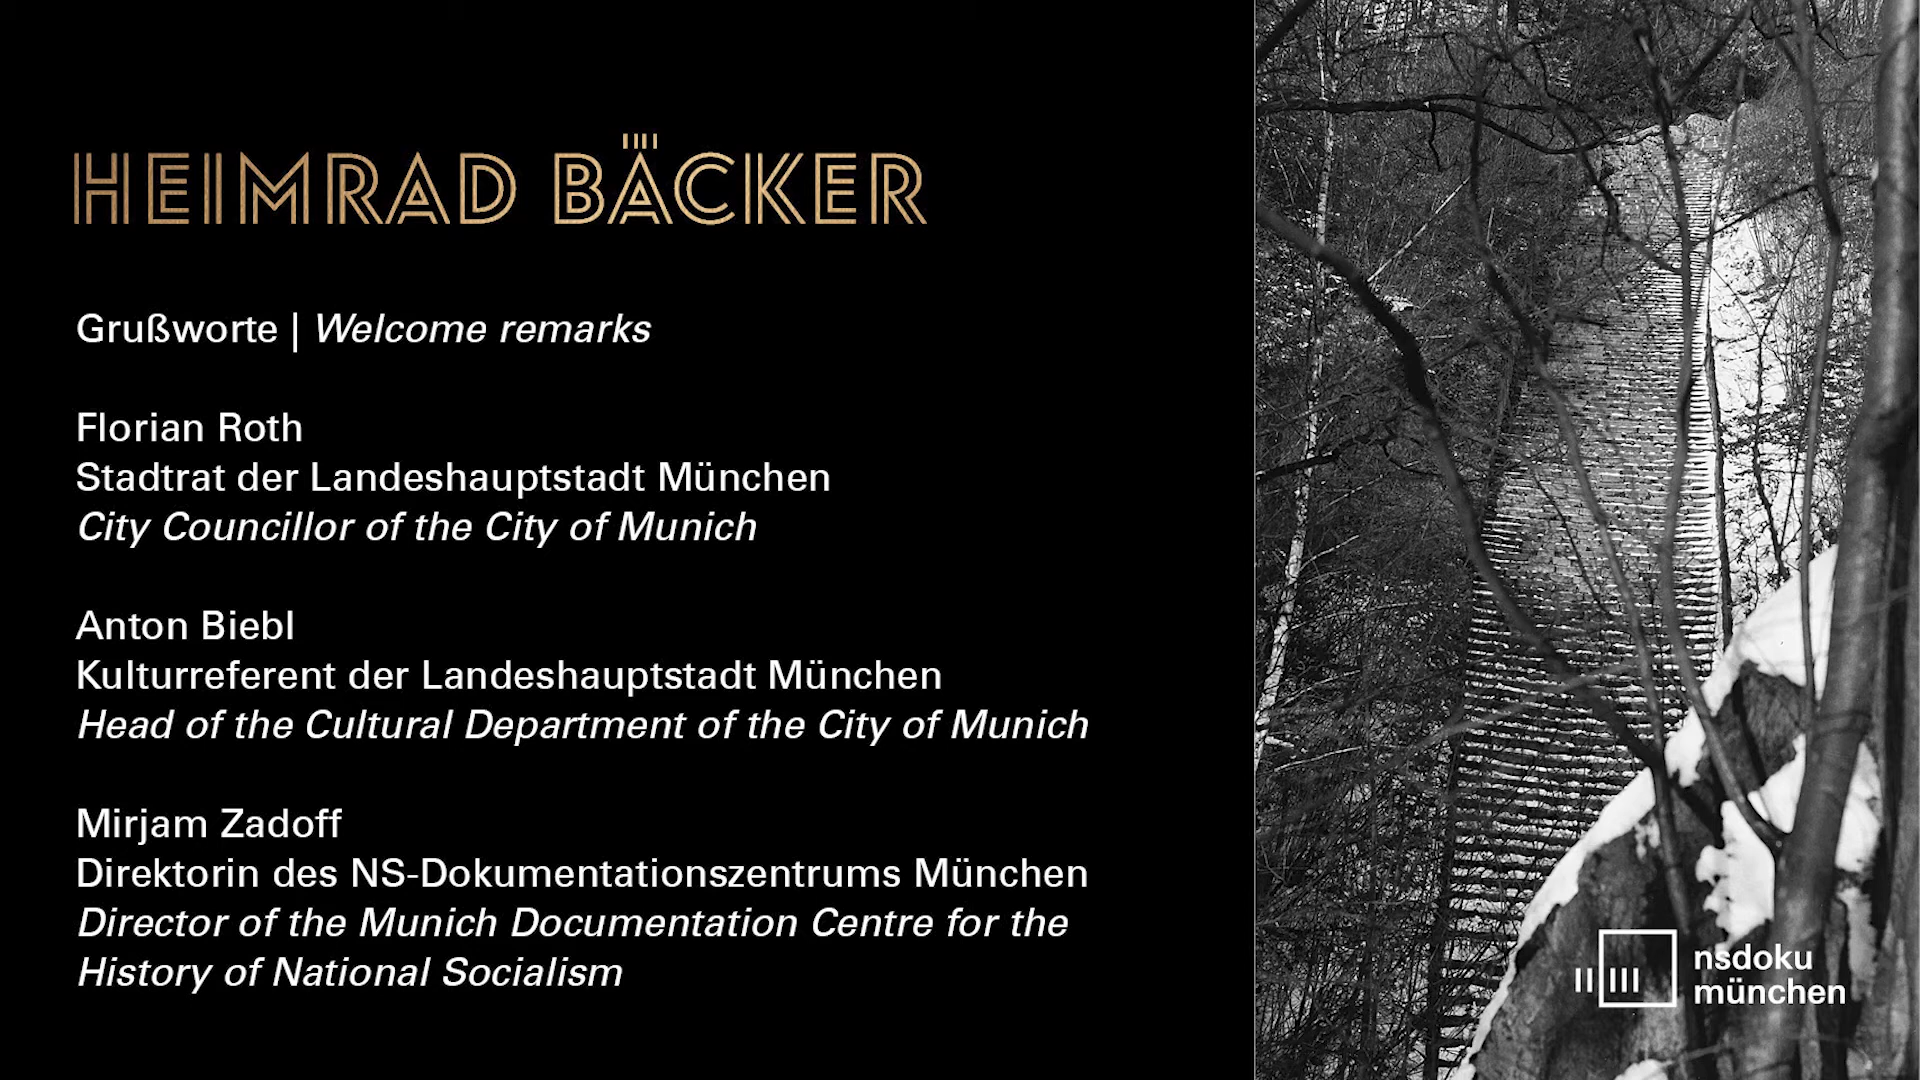 HEIMRAD BÄCKER
Grußworte | Welcome remarks
Florian Roth
Stadtrat der Landeshauptstadt München
City Councillor of the City of Munich
Anton Biebl
Kulturreferent der Landeshauptstadt München
Head of the Cultural Department of the City of Munich
Mirjam Zadoff
Direktorin des NS-Dokumentationszentrums München
Director of the Munich Documentation Centre for the
History of National Socialism
nsdoku
münchen